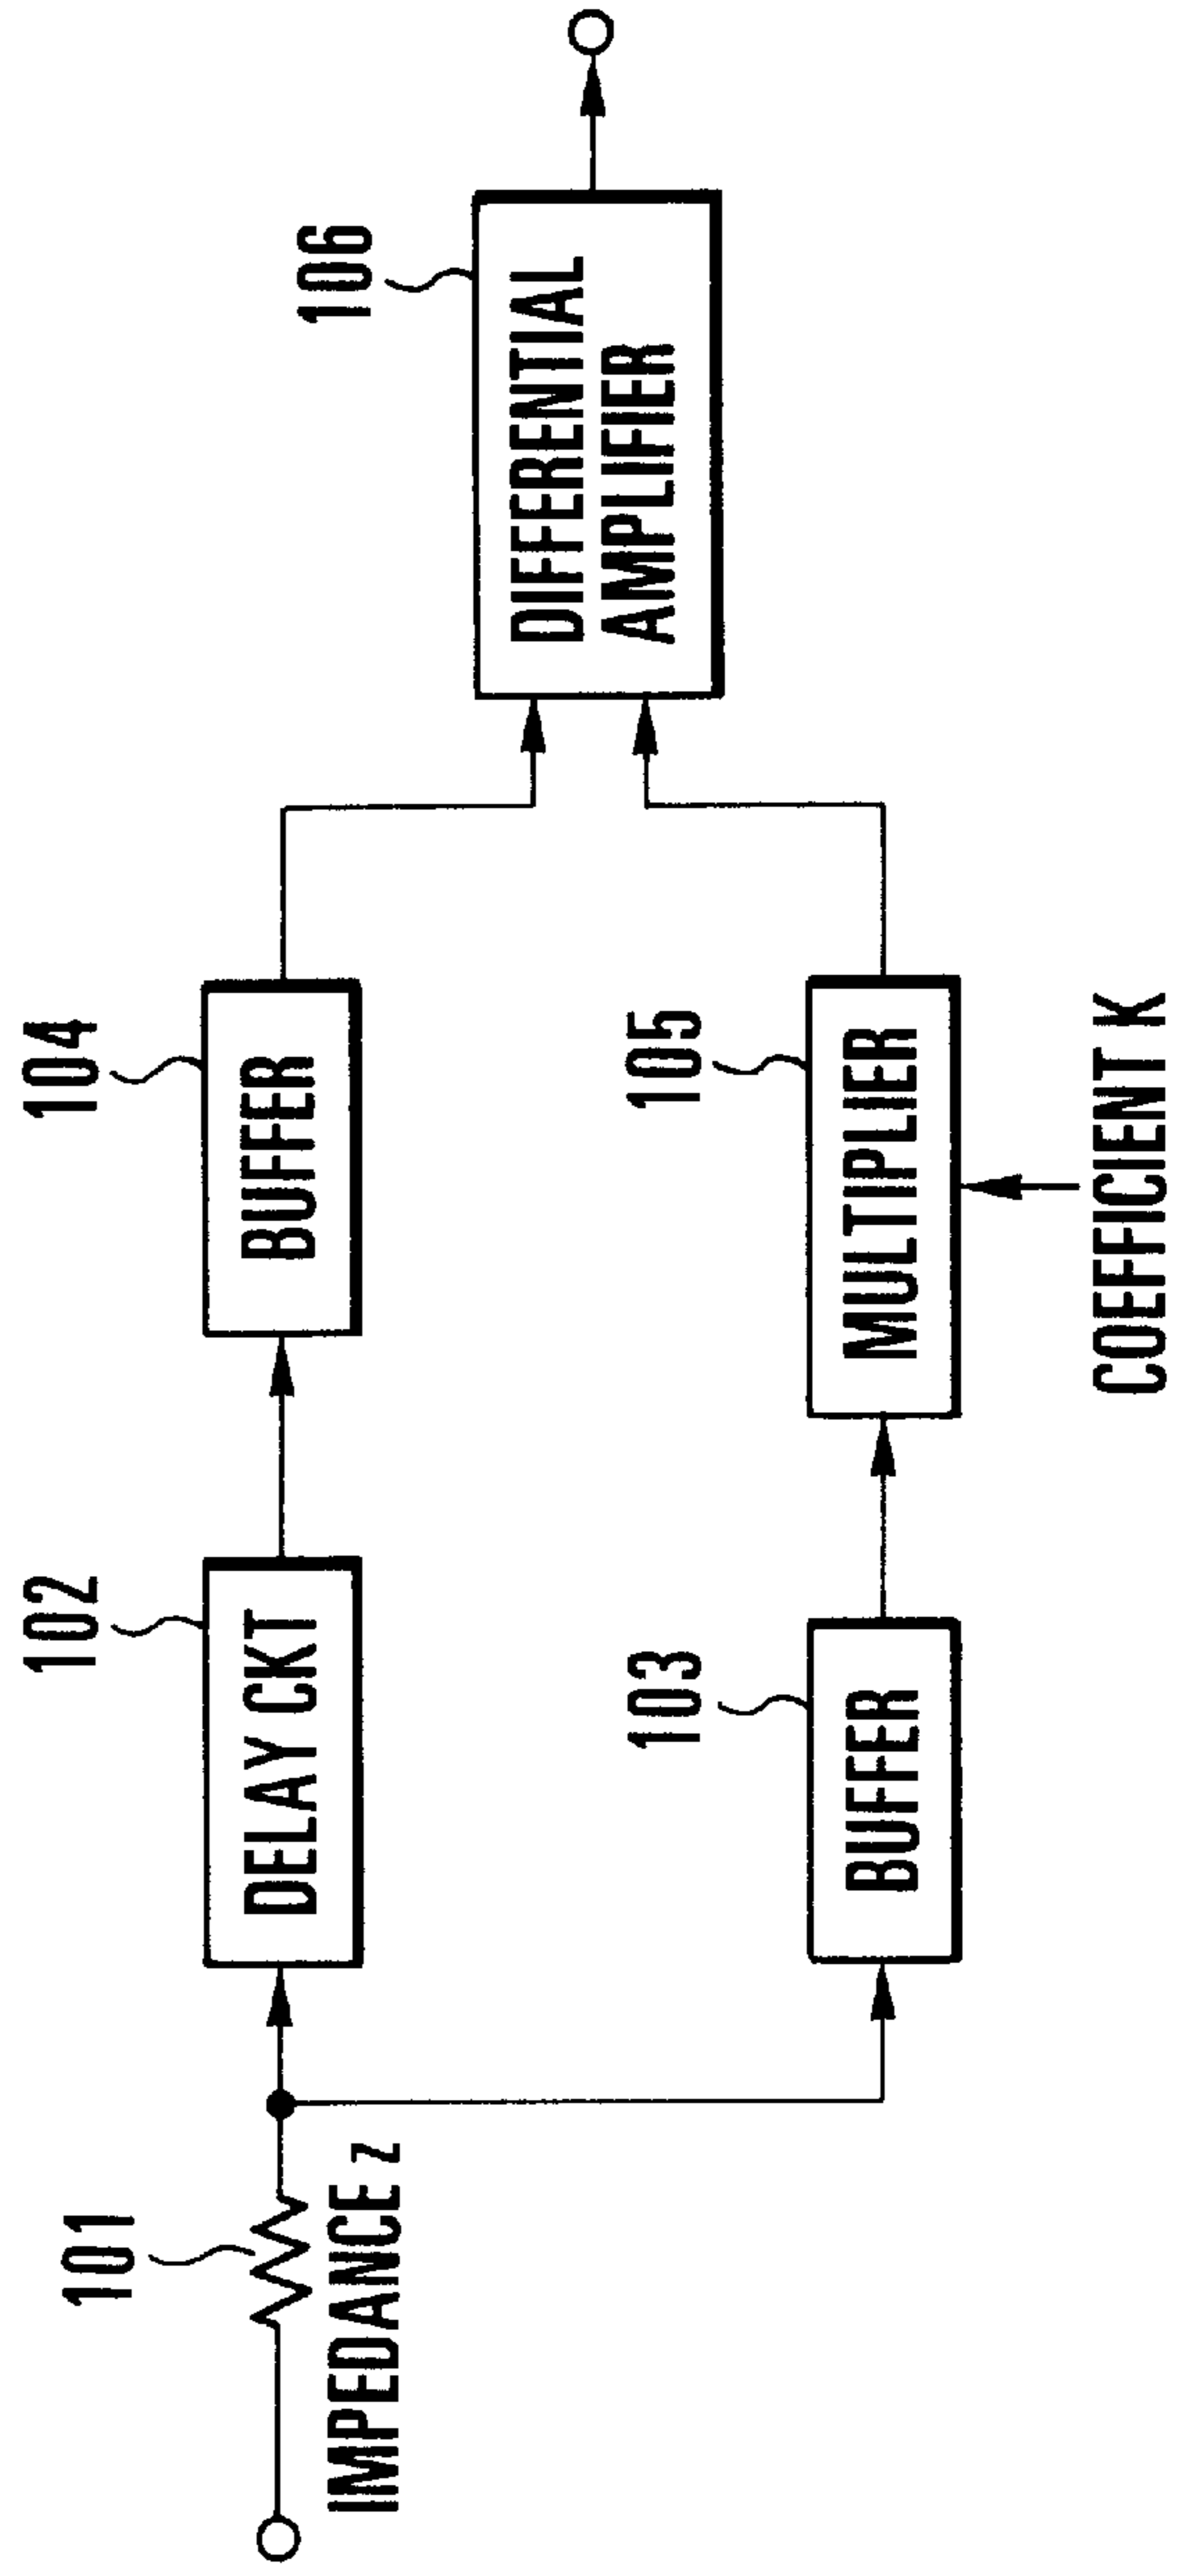 101
IMPEDANCE z
102
DELAY CKT
104
BUFFER
103
BUFFER
105
MULTIPLIER
COEFFICIENT K
106
DIFFERENTIAL
AMPLIFIER